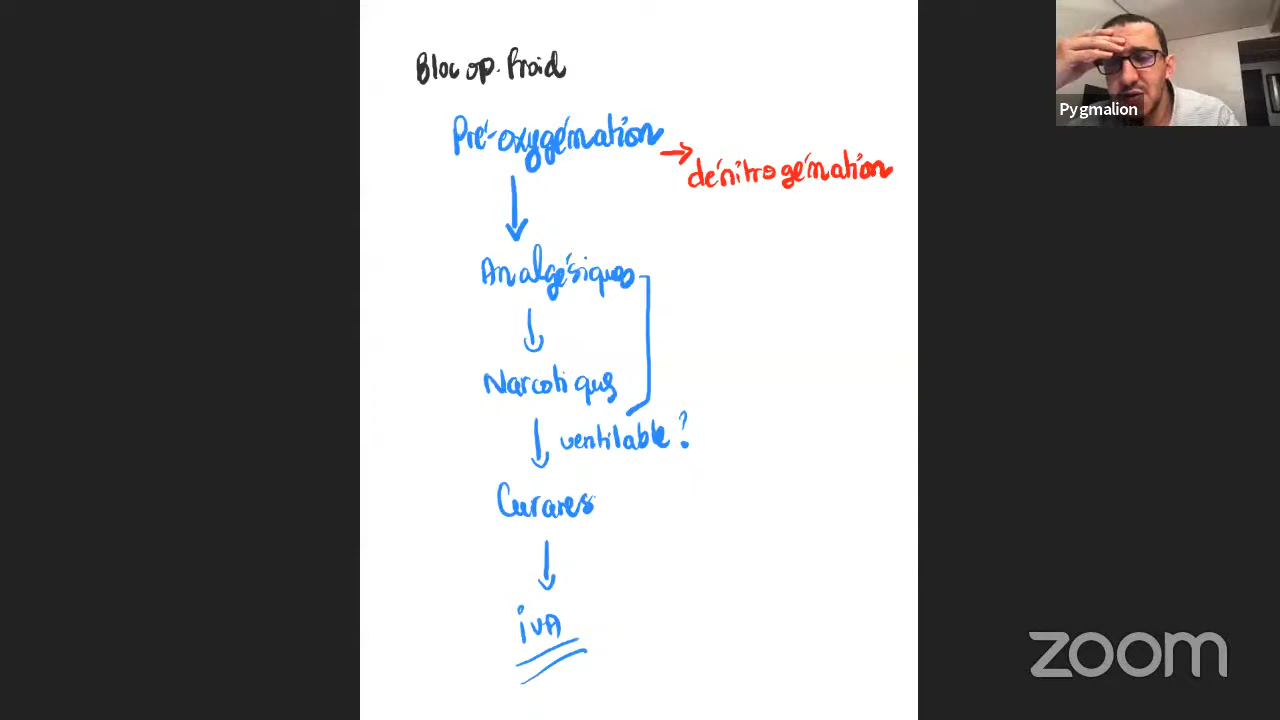 Bloc op. froid
Pygmalion
Pré-oxygénation
→ dénitrogénation
Analgésiques
Narcotiques
ventilable ?
Curares
iVA
zoom